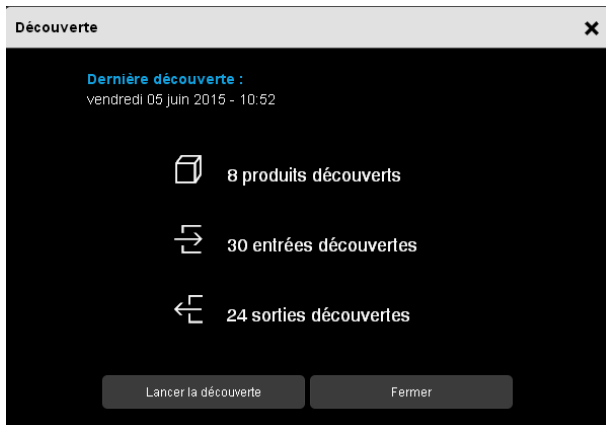 Découverte
Dernière découverte :
vendredi 05 juin 2015 - 10:52
8 produits découverts
30 entrées découvertes
24 sorties découvertes
Lancer la découverte
Fermer